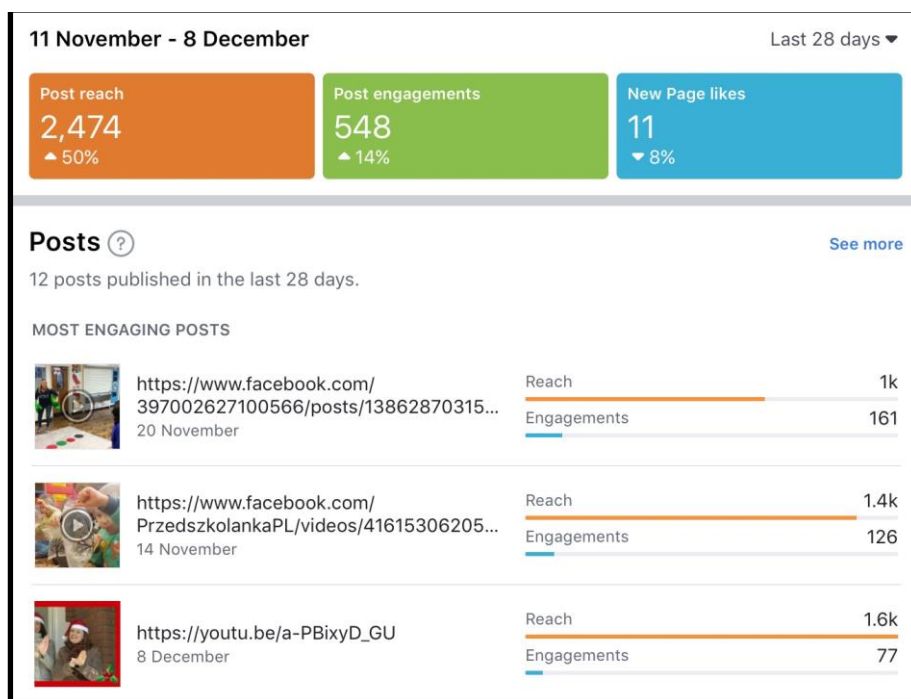 11 November - 8 December
Last 28 days
Post reach
2,474
50%
Post engagements
548
14%
New Page likes
11
8%
Posts ?
See more
12 posts published in the last 28 days.
MOST ENGAGING POSTS
https://www.facebook.com/
397002627100566/posts/13862870315...
20 November
Reach 1k
Engagements 161
https://www.facebook.com/
PrzedszkolankaPL/videos/41615306205...
14 November
Reach 1.4k
Engagements 126
https://youtu.be/a-PBixyD_GU
8 December
Reach 1.6k
Engagements 77